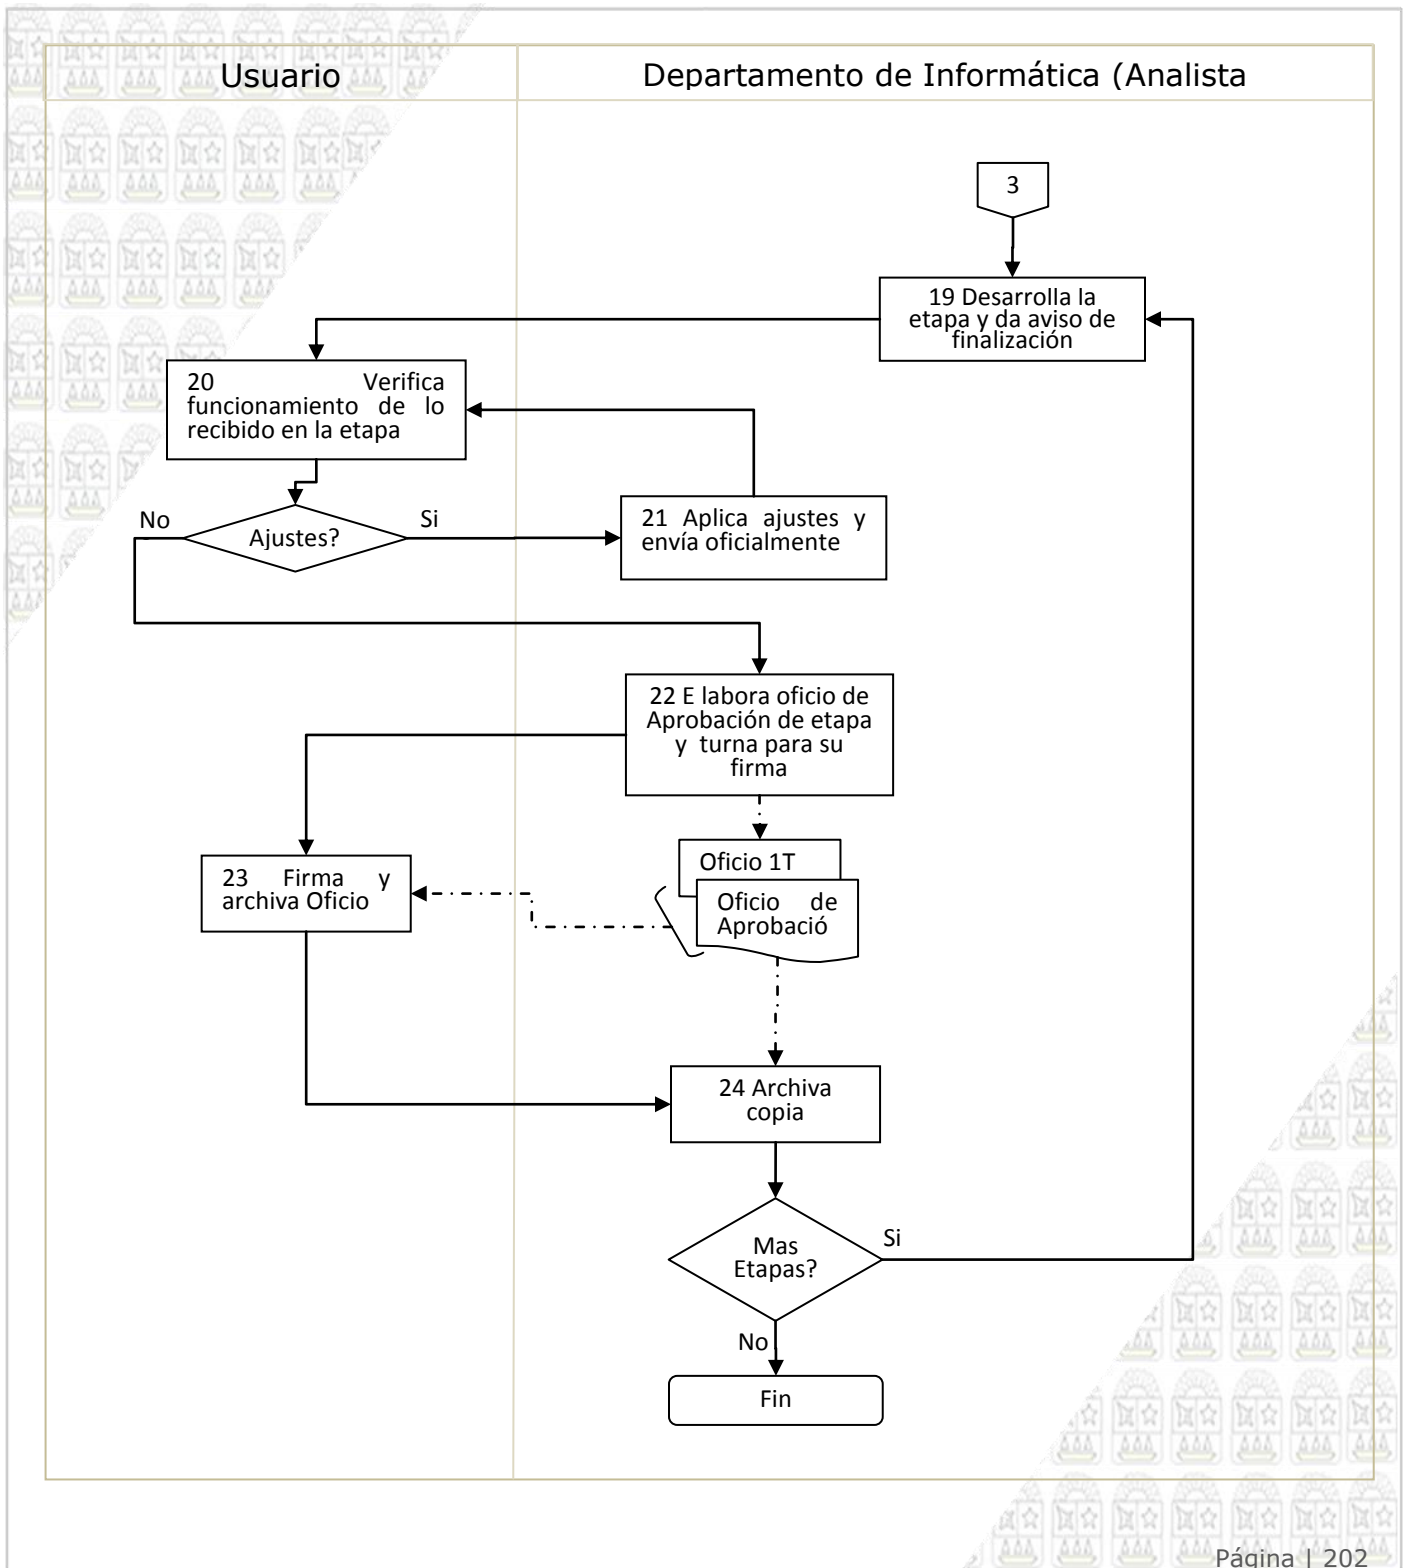 Usuario
Departamento de Informática (Analista
3
19 Desarrolla la
etapa y da aviso de
finalización
20 Verifica
funcionamiento de lo
recibido en la etapa
No
Ajustes?
Si
21 Aplica ajustes y
envía oficialmente
22 E labora oficio de
Aprobación de etapa
y turna para su
firma
Oficio 1T
Oficio de
Aprobació
23 Firma y
archiva Oficio
24 Archiva
copia
Mas
Etapas?
Si
No
Fin
Página | 202